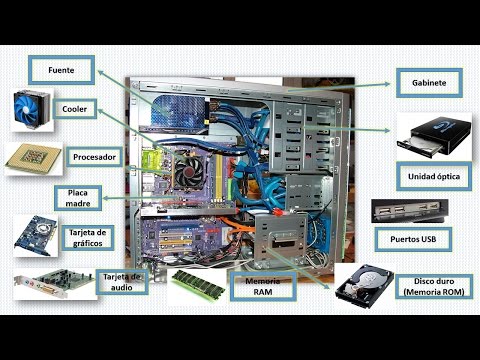 Fuente
Gabinete
Cooler
Procesador
Unidad óptica
Placa
madre
Tarjeta de
gráficos
Puertos USB
Tarjeta de
audio
Memoria
RAM
Disco duro
(Memoria ROM)